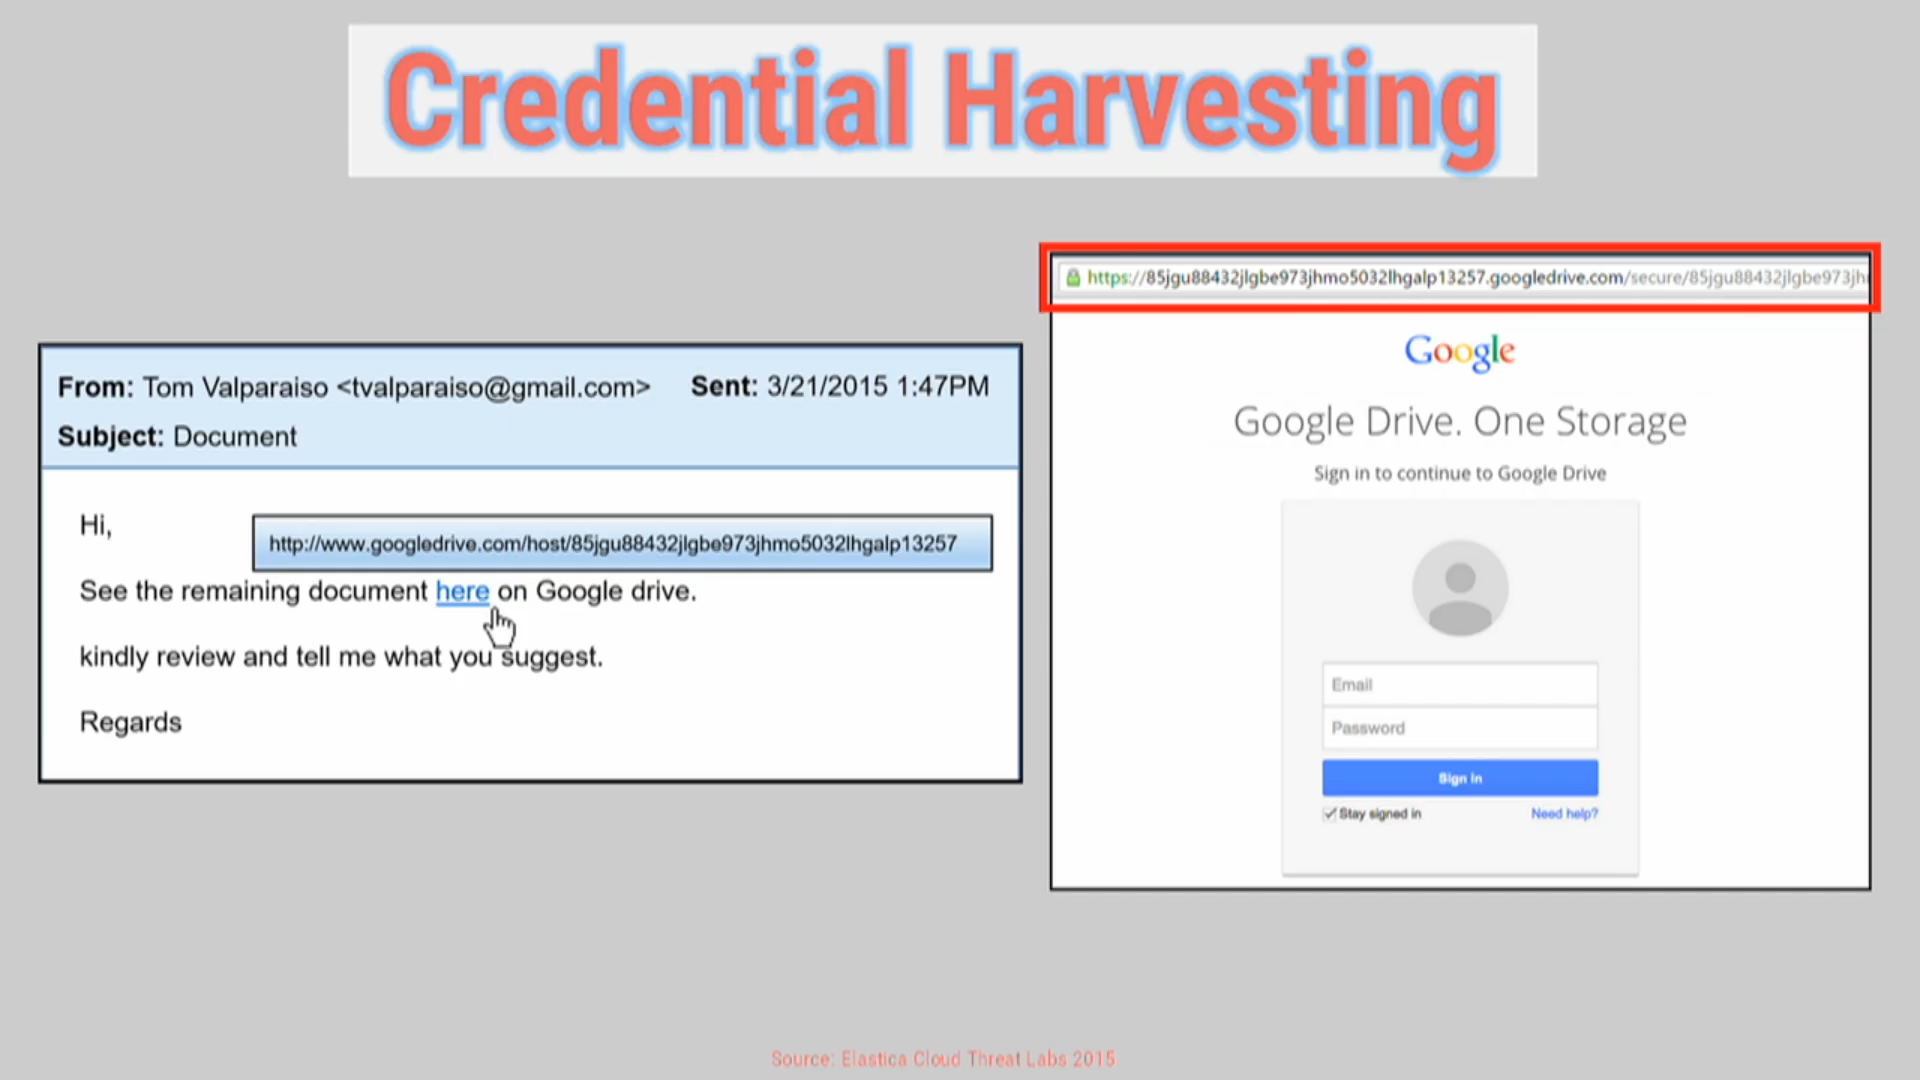 Credential Harvesting
From: Tom Valparaiso <tvalparaiso@gmail.com> Sent: 3/21/2015 1:47PM
Subject: Document
Hi,
http://www.googledrive.com/host/85jgu88432jlgbe973jhmo5032lhgalp13257
See the remaining document here on Google drive.
kindly review and tell me what you suggest.
Regards
https://85jgu88432jlgbe973jhmo5032lhgalp13257.googledrive.com/secure/85jgu88432jlgbe973jh
Google
Google Drive. One Storage
Sign in to continue to Google Drive
Email
Password
Sign in
Stay signed in Need help?
Source: Elastica Cloud Threat Labs 2015